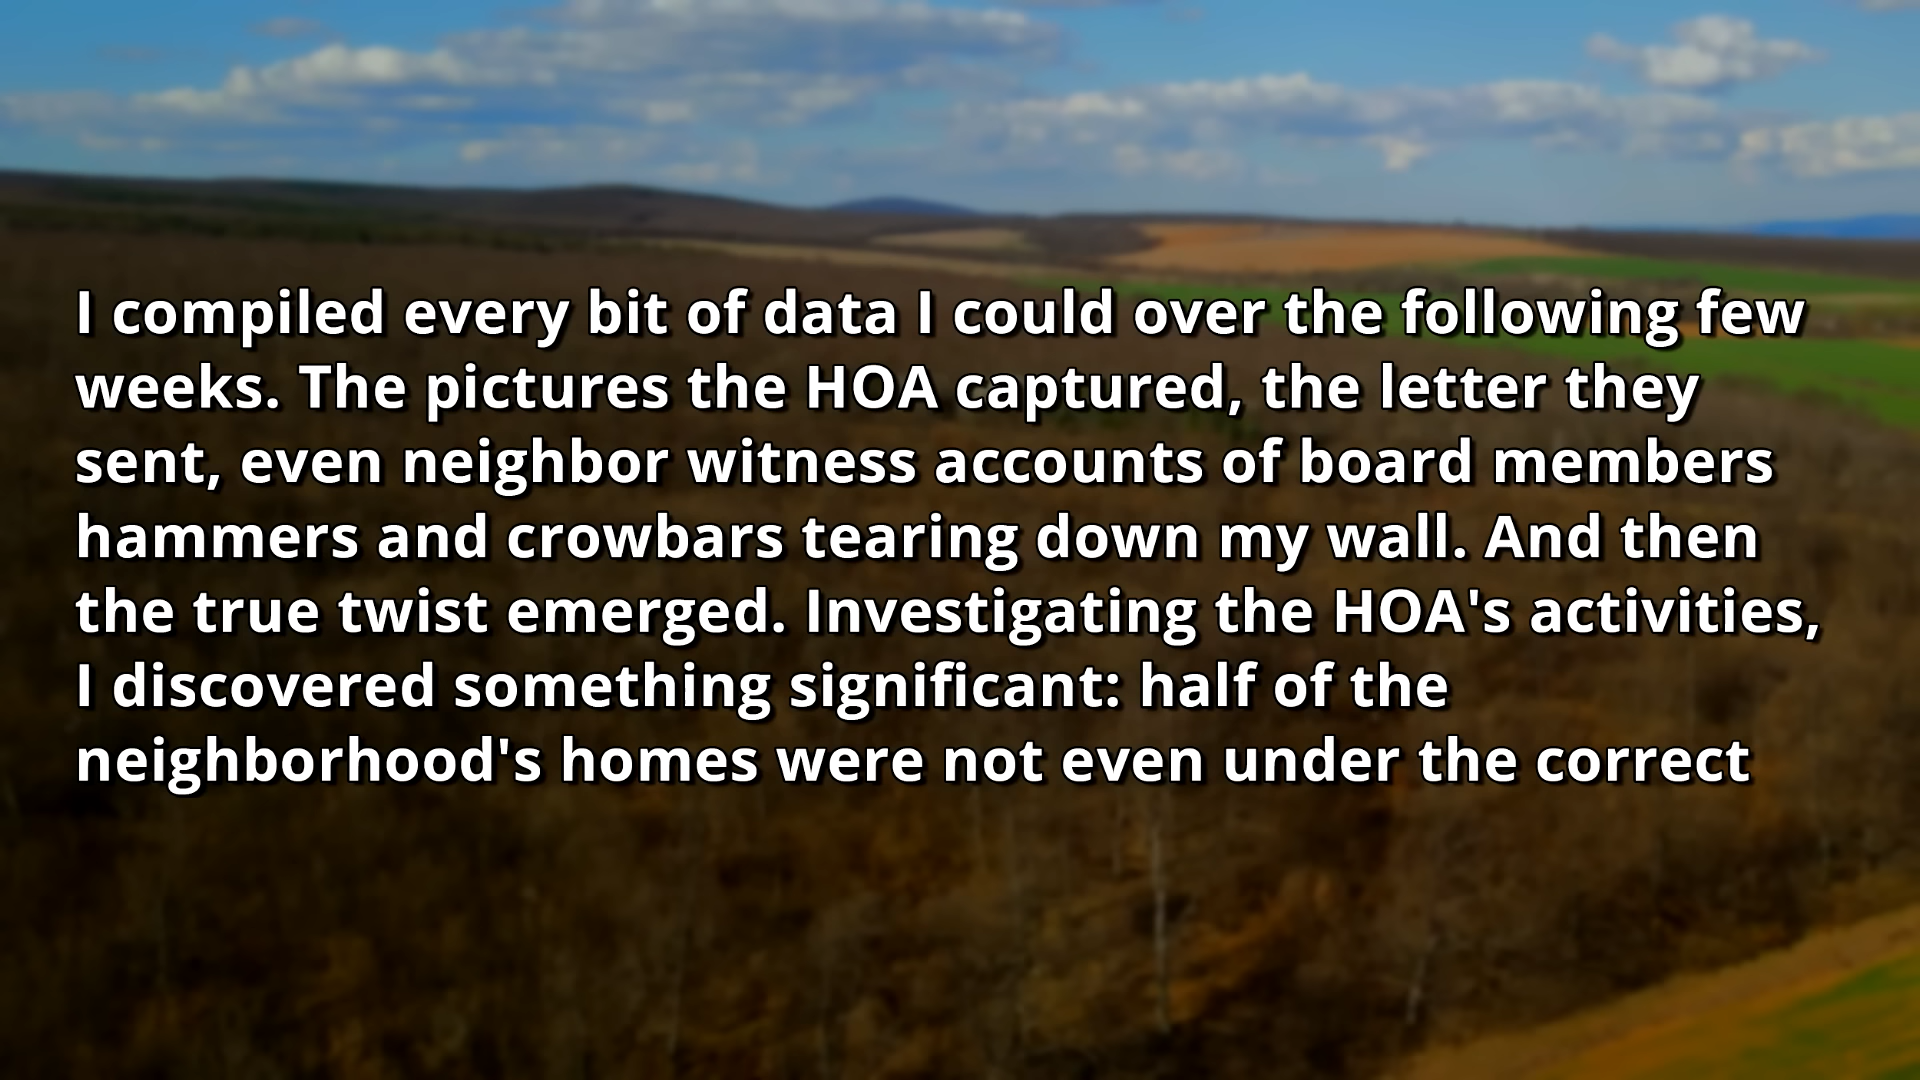 I compiled every bit of data I could over the following few
weeks. The pictures the HOA captured, the letter they
sent, even neighbor witness accounts of board members
hammers and crowbars tearing down my wall. And then
the true twist emerged. Investigating the HOA's activities,
I discovered something significant: half of the
neighborhood's homes were not even under the correct